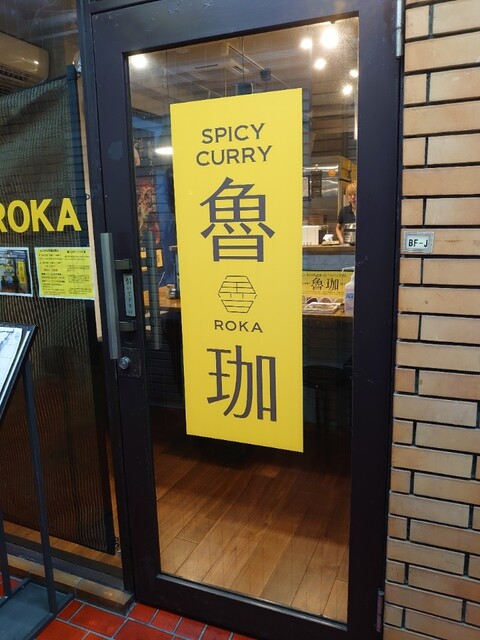 SPICY
CURRY
魯
ROKA
珈
ROKA
BF-J
魯珈